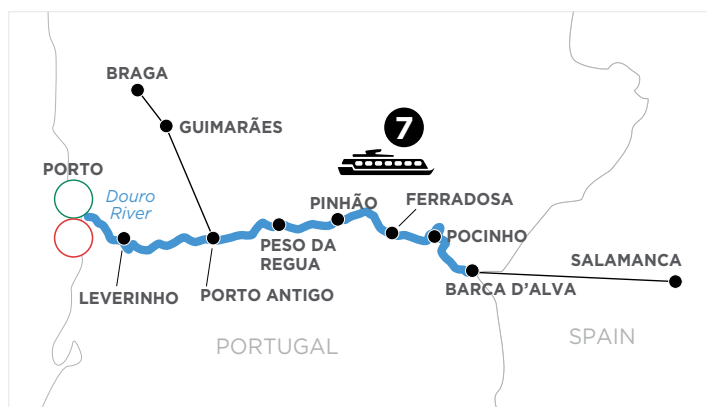 BRAGA
GUIMARÃES
7
PORTO
Douro
River
PINHÃO
FERRADOSA
POCINHO
PESO DA
REGUA
LEVERINHO
PORTO ANTIGO
BARCA D'ALVA
SALAMANCA
PORTUGAL
SPAIN